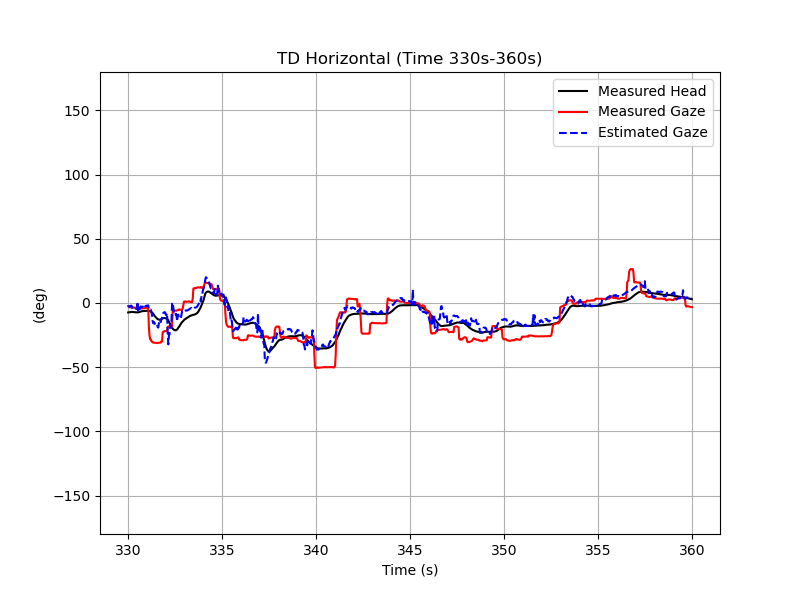 TD Horizontal (Time 330s-360s)
Measured Head
Measured Gaze
Estimated Gaze
150
100
50
0
−50
−100
−150
(deg)
330 335 340 345 350 355 360
Time (s)